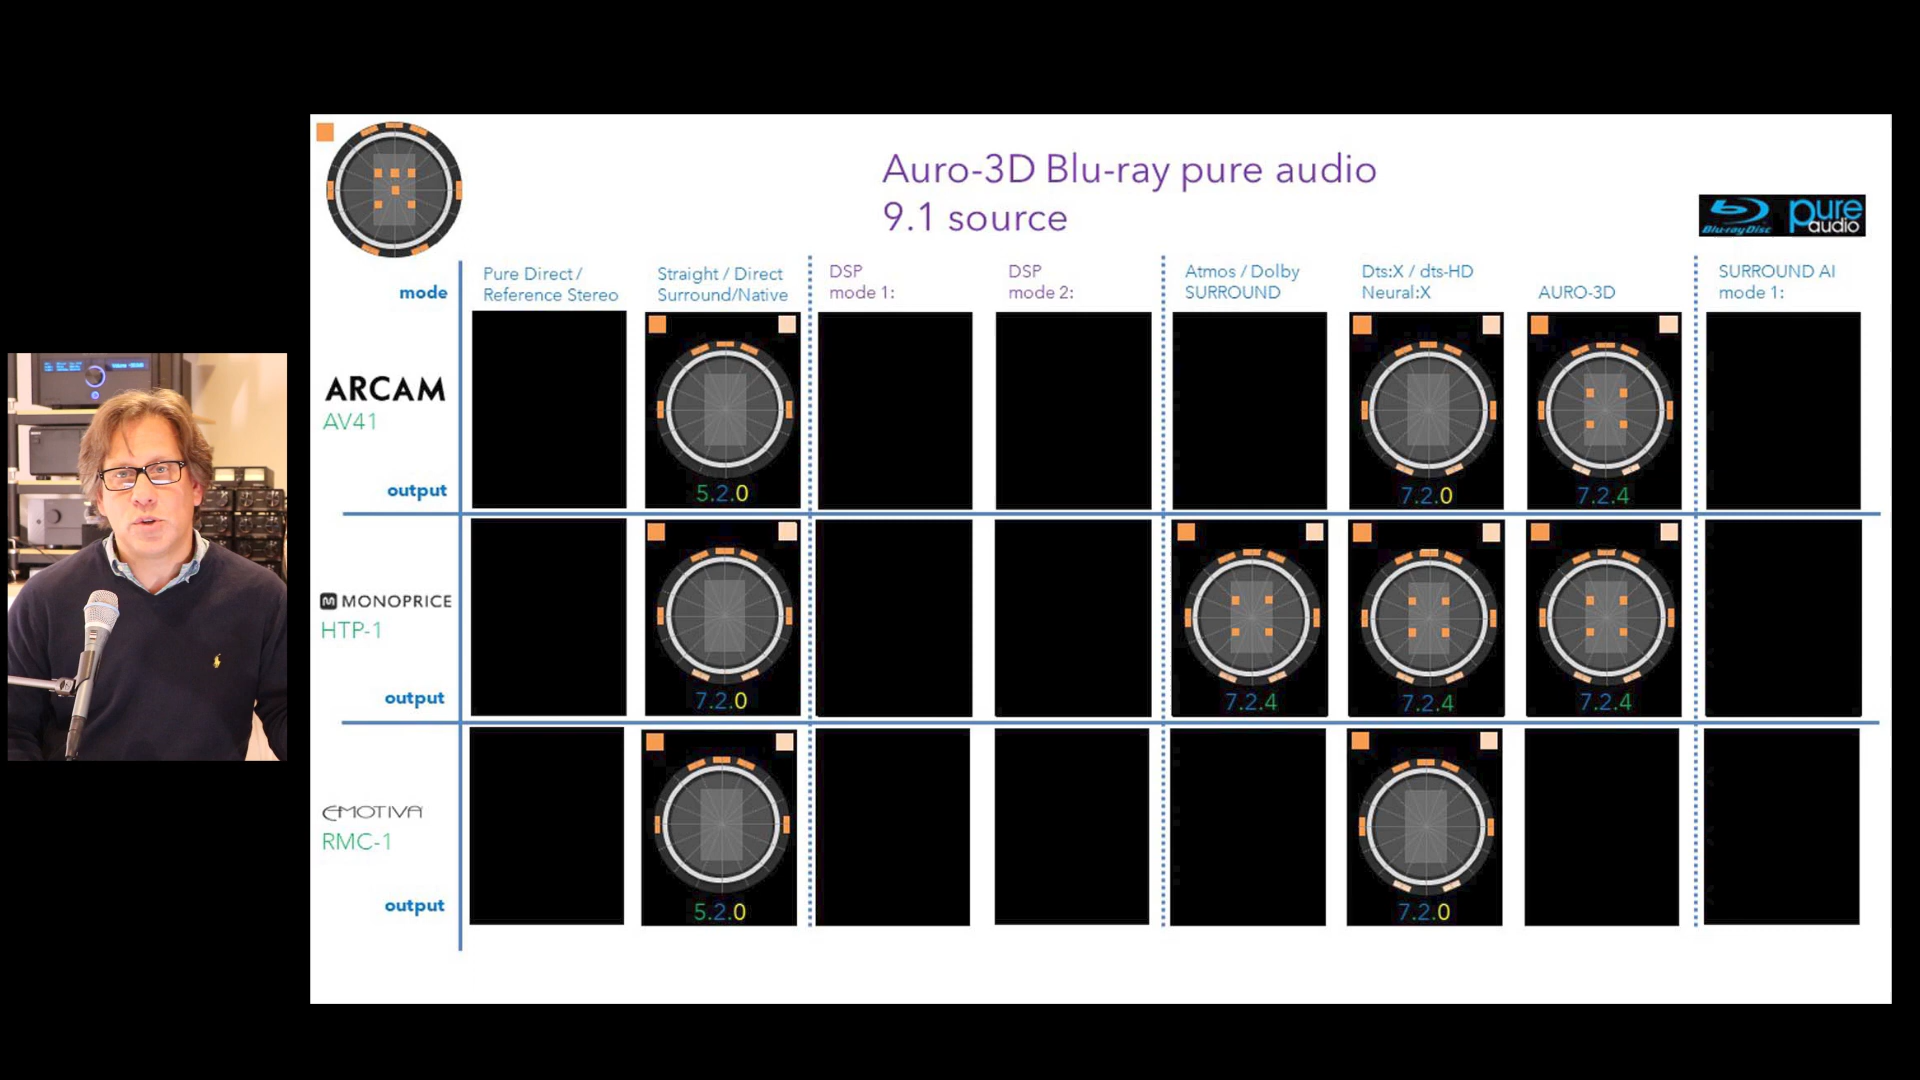 Auro-3D Blu-ray pure audio
9.1 source
Blu-ray Disc
pure
audio
mode
Pure Direct /
Reference Stereo
Straight / Direct
Surround/Native
DSP
mode 1:
DSP
mode 2:
Atmos / Dolby
SURROUND
Dts:X / dts-HD
Neural:X
AURO-3D
SURROUND AI
mode 1:
ARCAM
AV41
output
5.2.0
7.2.0
7.2.4
MONOPRICE
HTP-1
output
7.2.0
7.2.4
7.2.4
7.2.4
EMOTIVA
RMC-1
output
5.2.0
7.2.0